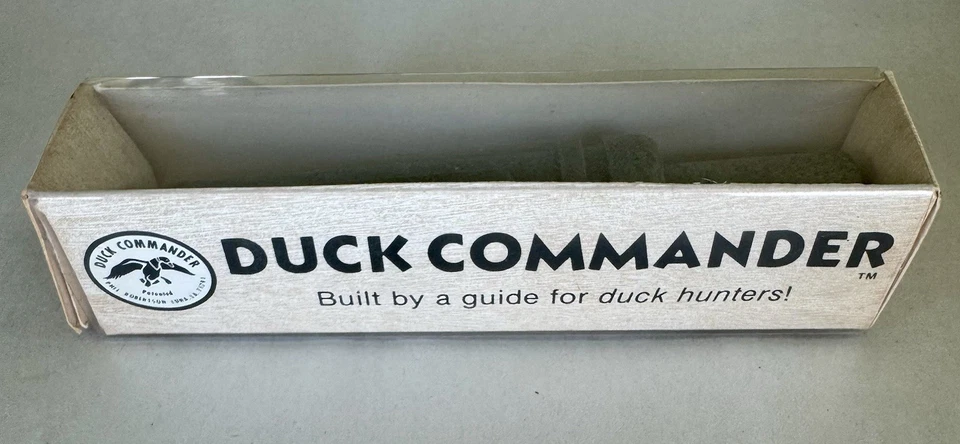 DUCK COMMANDER
Patented
PHIL ROBERTSON
DUCK COMMANDER
TM
Built by a guide for duck hunters!